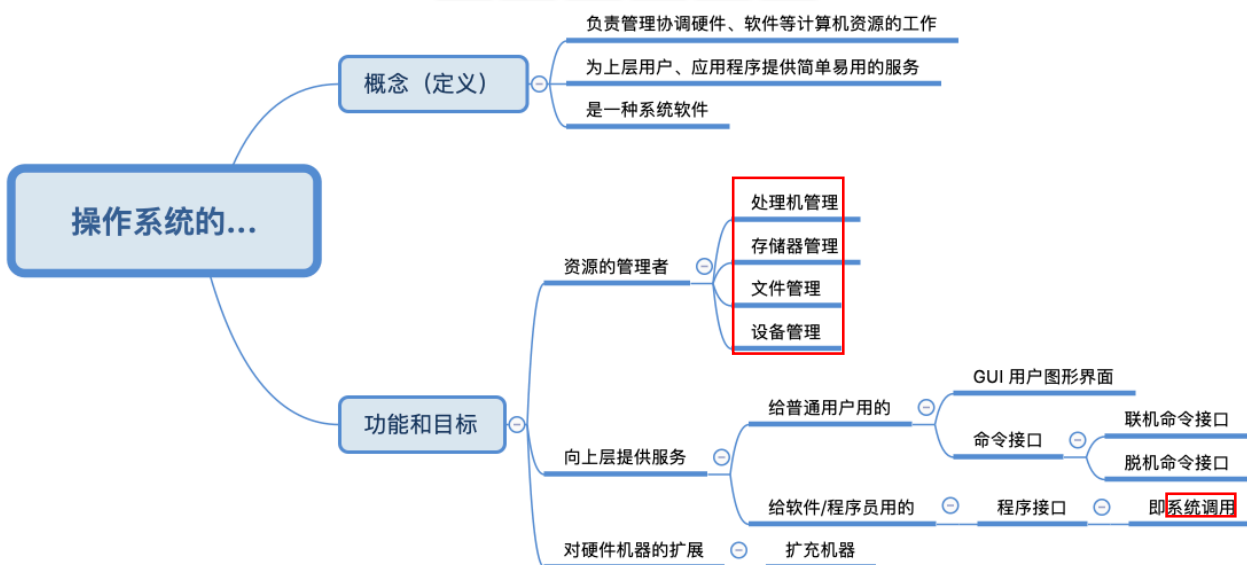 负责管理协调硬件、软件等计算机资源的工作
概念（定义）
为上层用户、应用程序提供简单易用的服务
是一种系统软件
操作系统的...
处理机管理
存储器管理
资源的管理者
文件管理
设备管理
GUI 用户图形界面
给普通用户用的
联机命令接口
功能和目标
命令接口
向上层提供服务
脱机命令接口
给软件/程序员用的
程序接口
即系统调用
对硬件机器的扩展
扩充机器